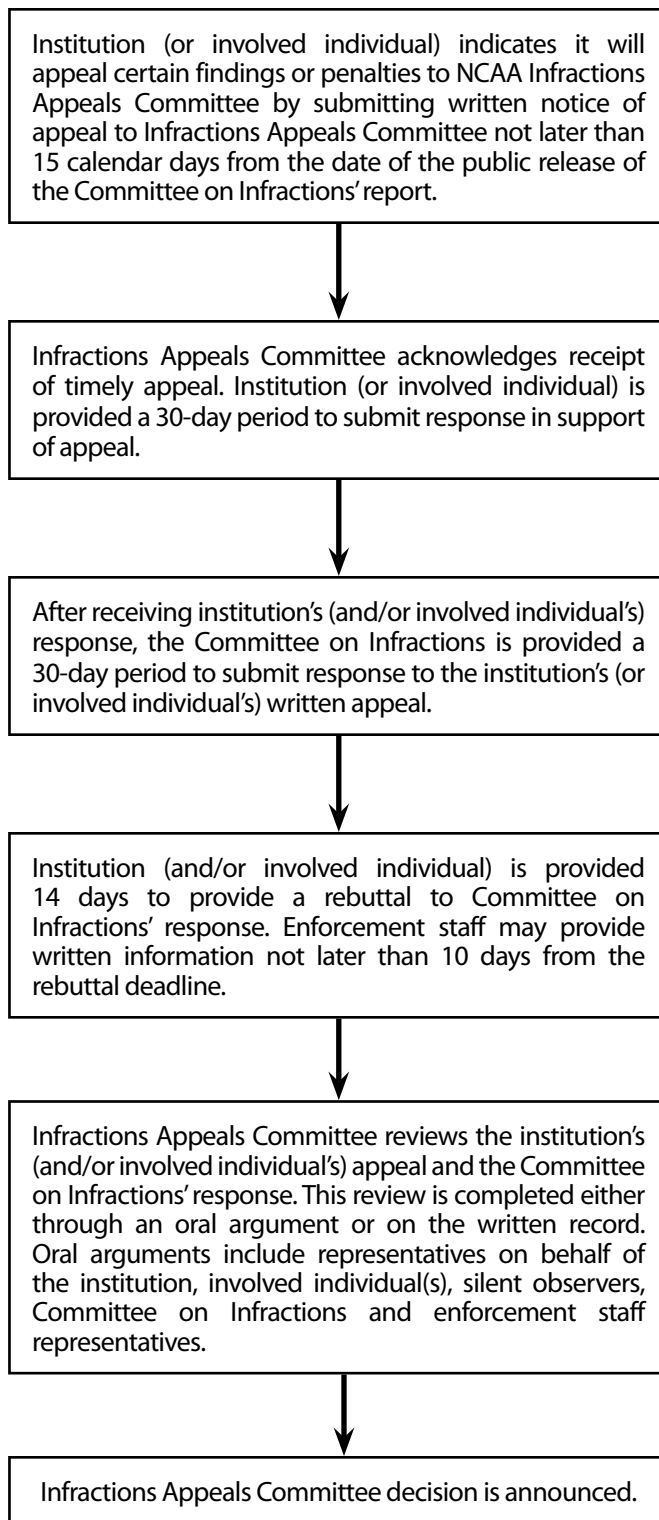 Institution (or involved individual) indicates it will
appeal certain findings or penalties to NCAA Infractions
Appeals Committee by submitting written notice of
appeal to Infractions Appeals Committee not later than
15 calendar days from the date of the public release of
the Committee on Infractions’ report.
Infractions Appeals Committee acknowledges receipt
of timely appeal. Institution (or involved individual) is
provided a 30-day period to submit response in support
of appeal.
After receiving institution’s (and/or involved individual’s)
response, the Committee on Infractions is provided a
30-day period to submit response to the institution’s (or
involved individual’s) written appeal.
Institution (and/or involved individual) is provided
14 days to provide a rebuttal to Committee on
Infractions’ response. Enforcement staff may provide
written information not later than 10 days from the
rebuttal deadline.
Infractions Appeals Committee reviews the institution’s
(and/or involved individual’s) appeal and the Committee
on Infractions’ response. This review is completed either
through an oral argument or on the written record.
Oral arguments include representatives on behalf of
the institution, involved individual(s), silent observers,
Committee on Infractions and enforcement staff
representatives.
Infractions Appeals Committee decision is announced.